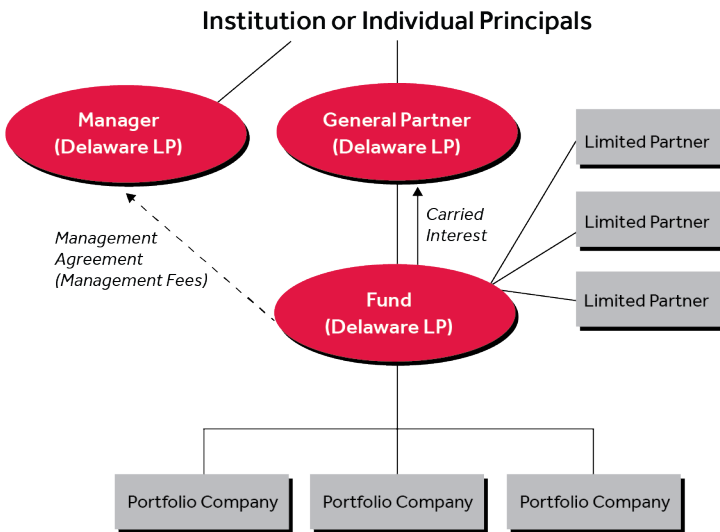 Institution or Individual Principals
Manager
(Delaware LP)
General Partner
(Delaware LP)
Limited Partner
Limited Partner
Limited Partner
Carried
Interest
Management
Agreement
(Management Fees)
Fund
(Delaware LP)
Portfolio Company
Portfolio Company
Portfolio Company